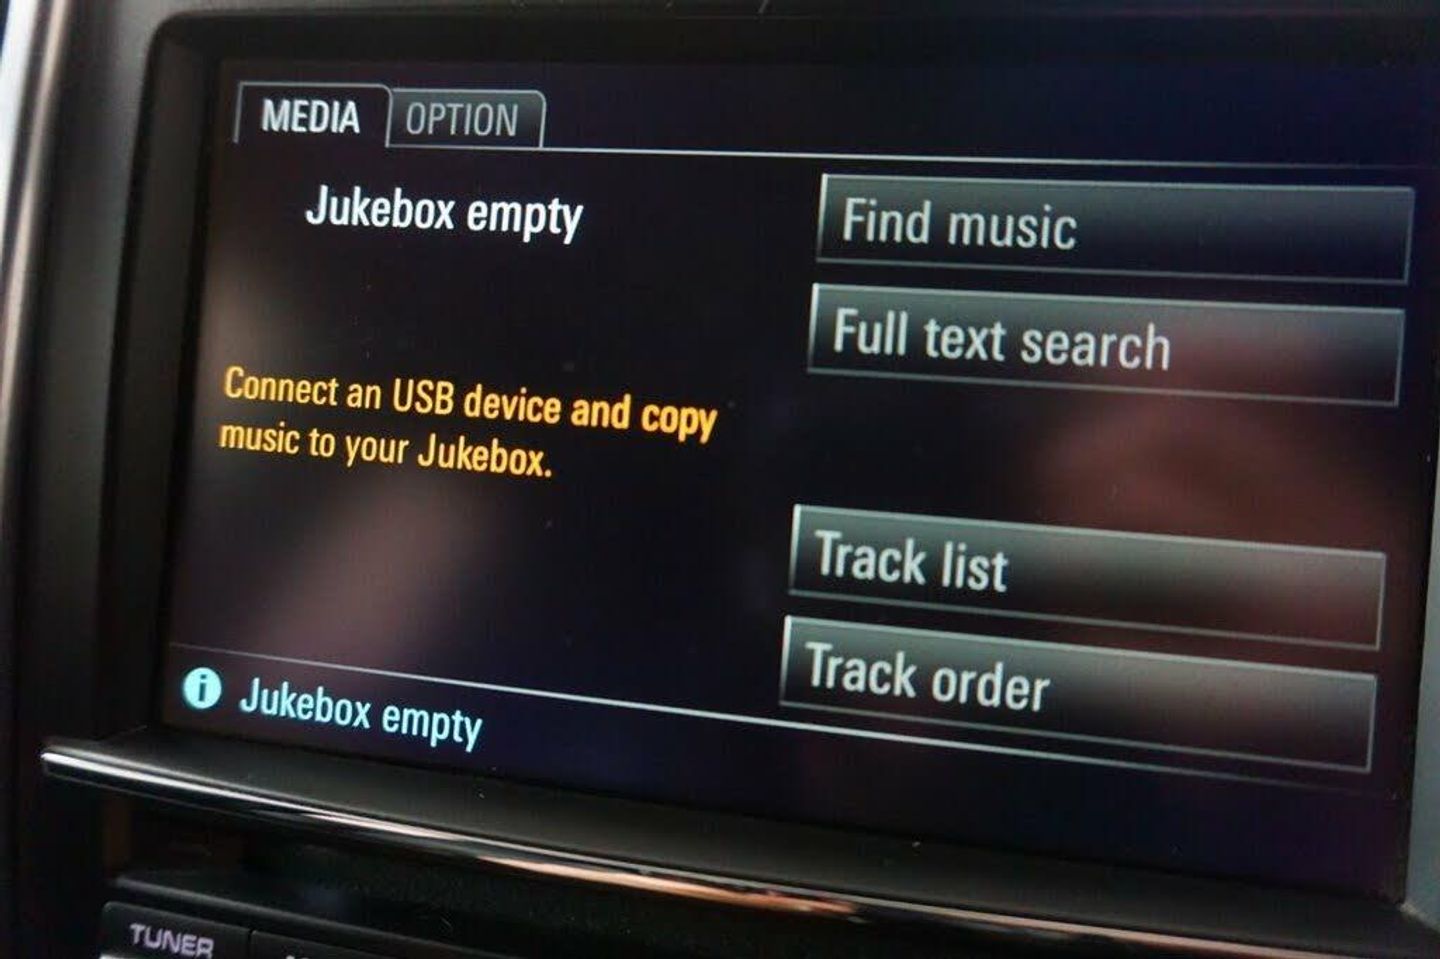 MEDIA OPTION
Jukebox empty
Find music
Full text search
Connect an USB device and copy
music to your Jukebox.
Track list
Track order
Jukebox empty
TUNER